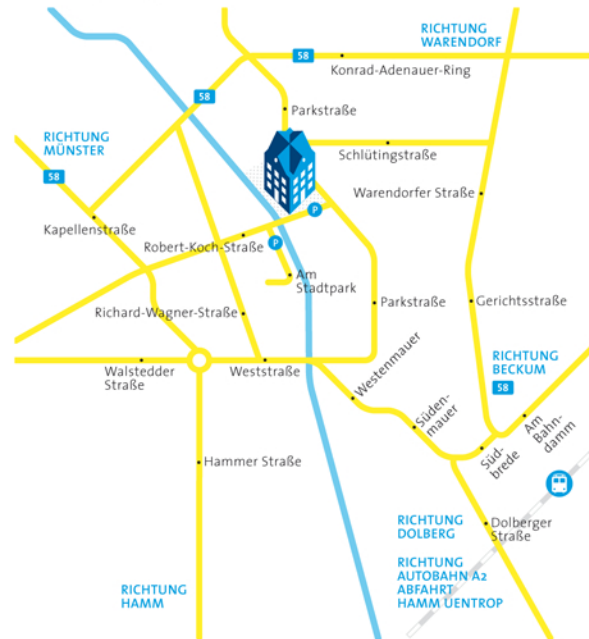 RICHTUNG
WARENDORF
58
Konrad-Adenauer-Ring
58
Parkstraße
RICHTUNG
MÜNSTER
58
Schlütingstraße
Warendorfer Straße
P
Kapellenstraße
Robert-Koch-Straße
P
Am
Stadtpark
Richard-Wagner-Straße
Parkstraße
Gerichtsstraße
Walstedder
Straße
Weststraße
Westenmauer
RICHTUNG
BECKUM
58
Süden-
mauer
Süd-
brede
Am
Bahn-
damm
Hammer Straße
RICHTUNG
DOLBERG
Dolberger
Straße
RICHTUNG
AUTOBAHN A2
ABFAHRT
HAMM UENTROP
RICHTUNG
HAMM